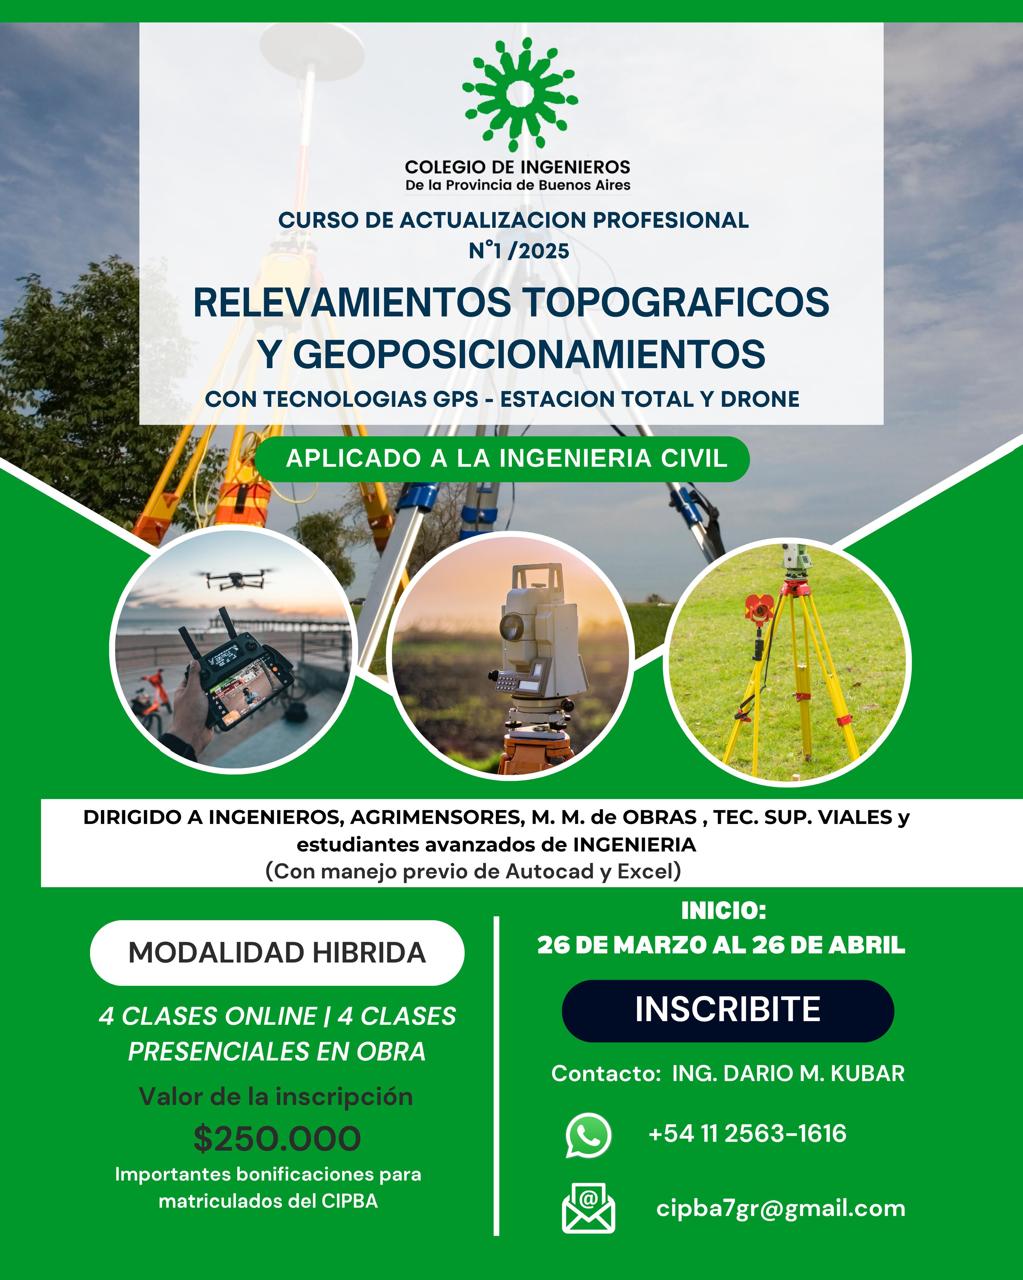 COLEGIO DE INGENIEROS
De la Provincia de Buenos Aires
CURSO DE ACTUALIZACION PROFESIONAL
N°1 /2025
RELEVAMIENTOS TOPOGRAFICOS
Y GEOPOSICIONAMIENTOS
CON TECNOLOGIAS GPS - ESTACION TOTAL Y DRONE
APLICADO A LA INGENIERIA CIVIL
DIRIGIDO A INGENIEROS, AGRIMENSORES, M. M. de OBRAS , TEC. SUP. VIALES y
estudiantes avanzados de INGENIERIA
(Con manejo previo de Autocad y Excel)
MODALIDAD HIBRIDA
4 CLASES ONLINE | 4 CLASES
PRESENCIALES EN OBRA
Valor de la inscripción
$250.000
Importantes bonificaciones para
matriculados del CIPBA
INICIO:
26 DE MARZO AL 26 DE ABRIL
INSCRIBITE
Contacto: ING. DARIO M. KUBAR
+54 11 2563-1616
cipba7gr@gmail.com